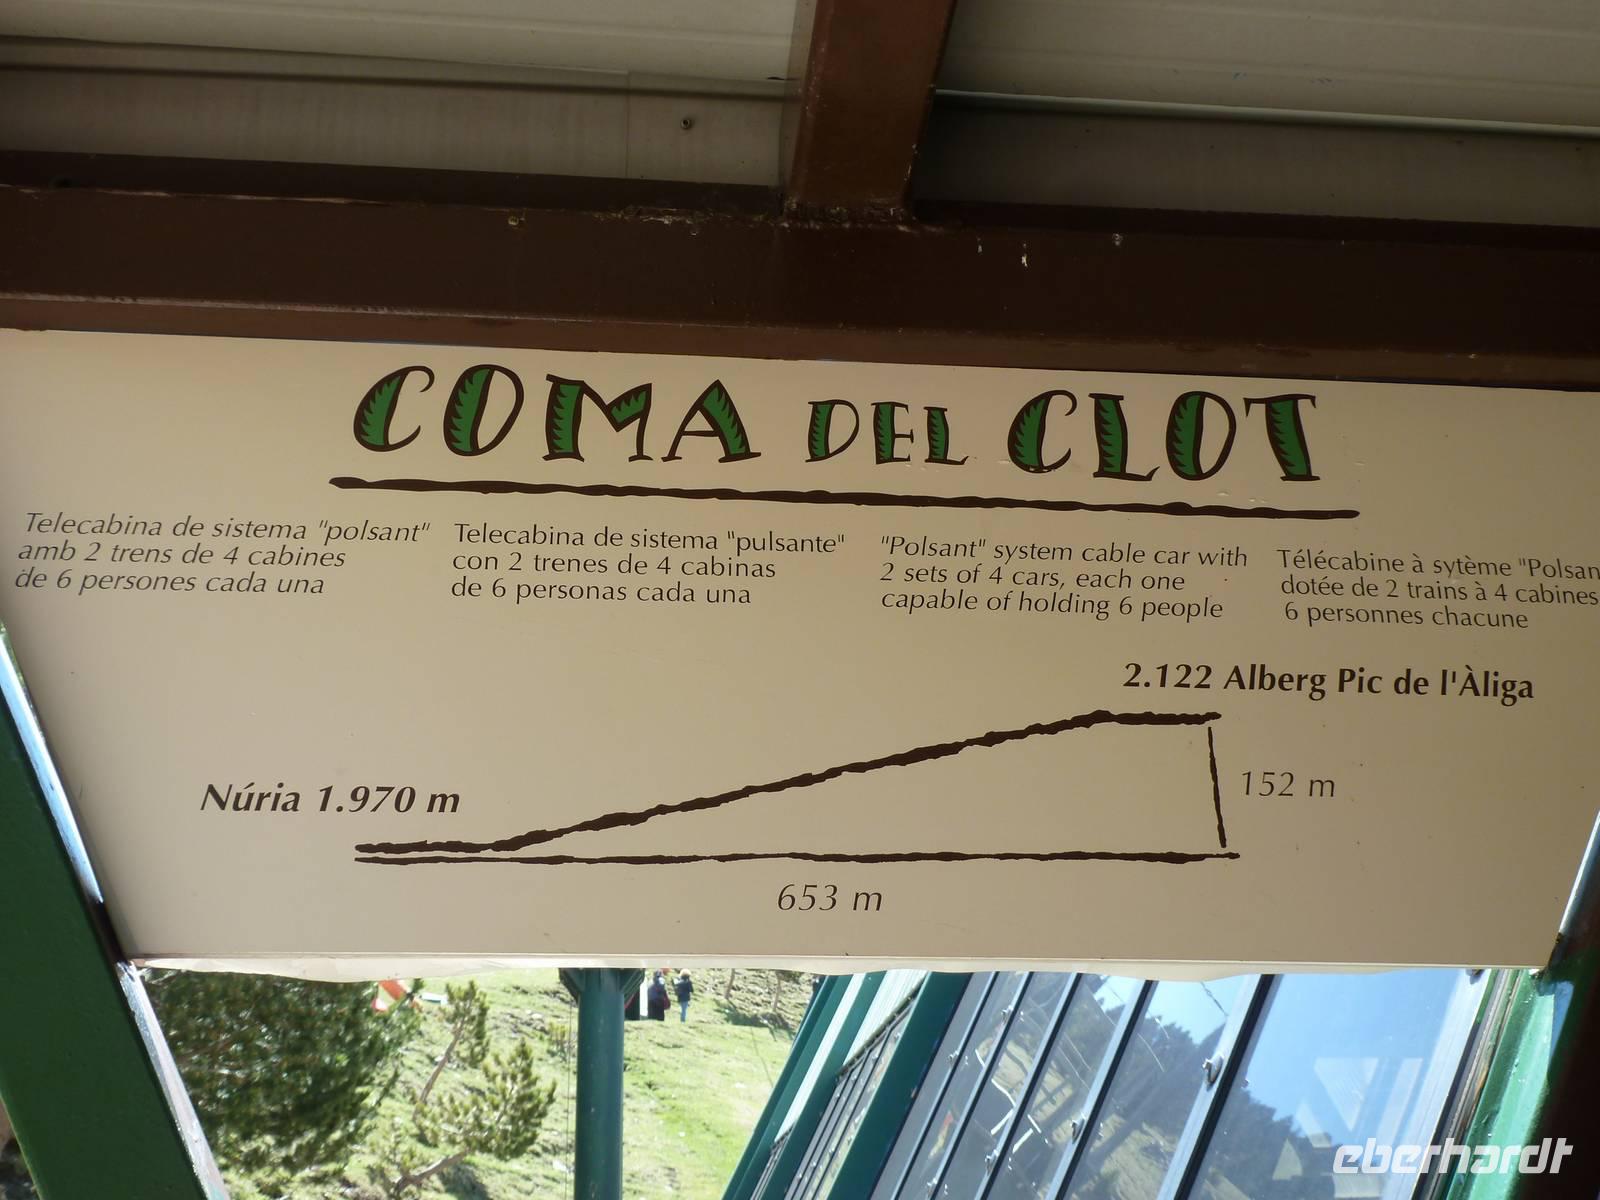 COMA DEL CLOT
Telecabina de sistema "polsant"
amb 2 trens de 4 cabines
de 6 persones cada una
Telecabina de sistema "pulsante"
con 2 trenes de 4 cabinas
de 6 personas cada una
"Polsant" system cable car with
2 sets of 4 cars, each one
capable of holding 6 people
Télécabine à sytème "Polsan
dotée de 2 trains à 4 cabines
6 personnes chacune
2.122 Alberg Pic de l'Àliga
Núria 1.970 m
152 m
653 m
eberhardt